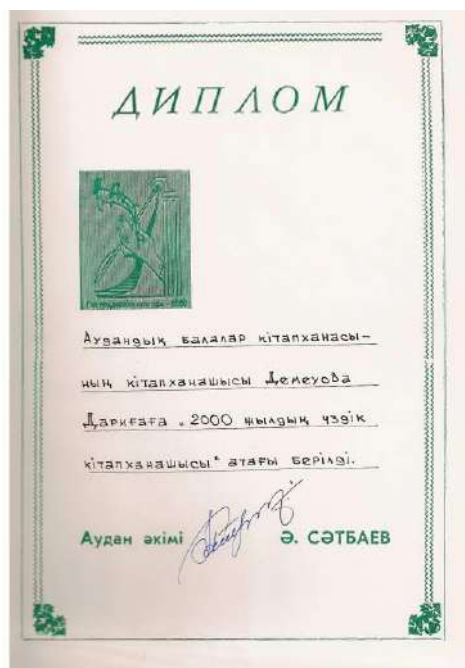 ДИПЛОМ
Аудандық балалар кітапханасы-
ның кітапханашысы Демеуова
Дариғаға „2000 жылдың үздік
кітапханашысы" атағы берілді.
Аудан әкімі Ә. СӘТБАЕВ